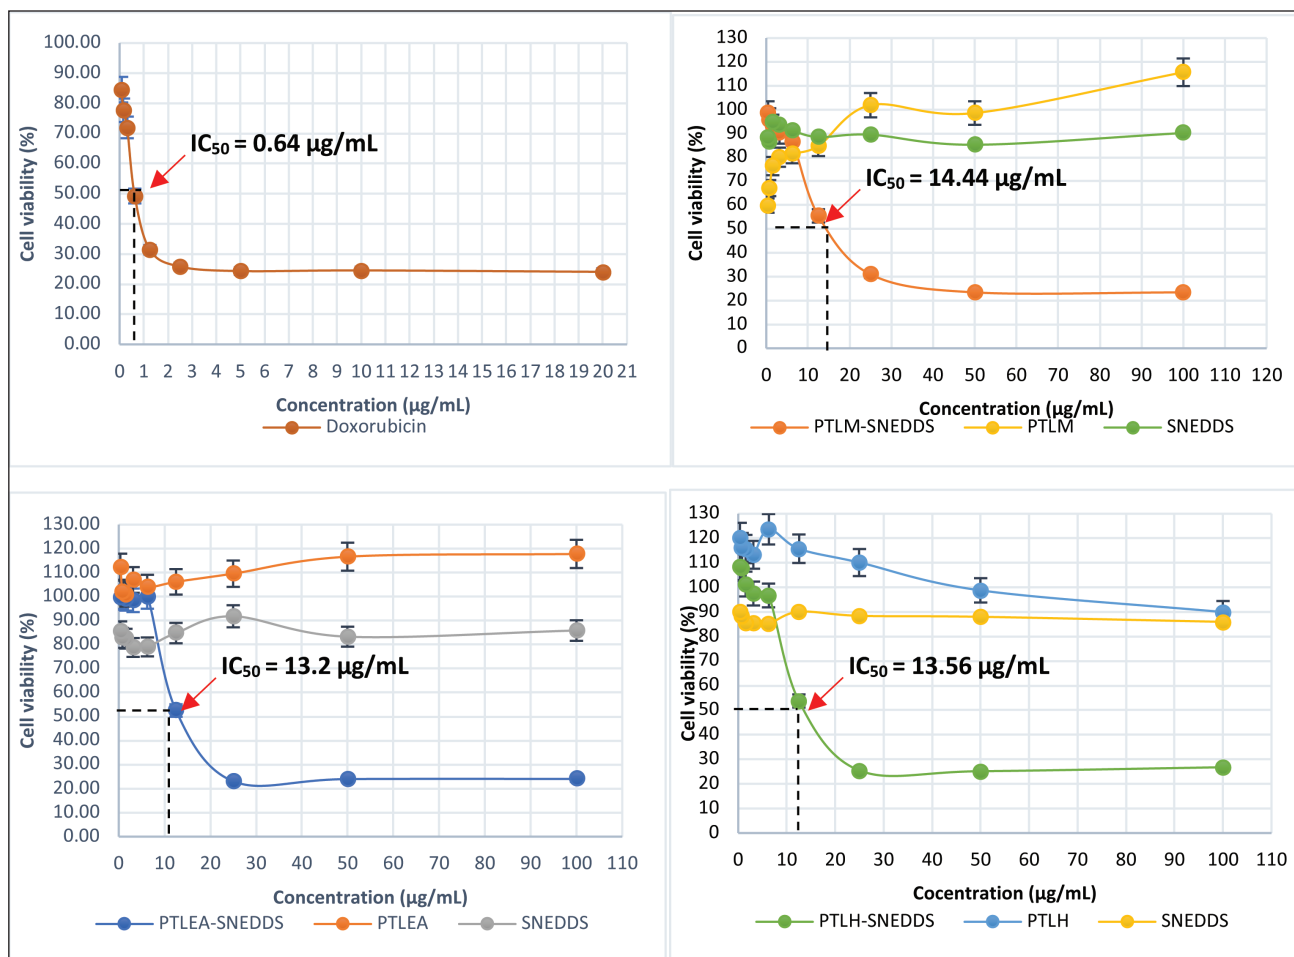 100.00
90.00
80.00
70.00
60.00
50.00
40.00
30.00
20.00
10.00
0.00
Cell viability (%)
IC50 = 0.64 µg/mL
0 1 2 3 4 5 6 7 8 9 10 11 12 13 14 15 16 17 18 19 20 21
Concentration (µg/mL)
Doxorubicin
130
120
110
100
90
80
70
60
50
40
30
20
10
0
Cell viability (%)
IC50 = 14.44 µg/mL
0 10 20 30 40 50 60 70 80 90 100 110 120
Concentration (µg/mL)
PTLM-SNEDDS PTLM SNEDDS
130.00
120.00
110.00
100.00
90.00
80.00
70.00
60.00
50.00
40.00
30.00
20.00
10.00
0.00
Cell viability (%)
IC50 = 13.2 µg/mL
0 10 20 30 40 50 60 70 80 90 100 110
Concentration (µg/mL)
PTLEA-SNEDDS PTLEA SNEDDS
130
120
110
100
90
80
70
60
50
40
30
20
10
0
Cell viability (%)
IC50 = 13.56 µg/mL
0 10 20 30 40 50 60 70 80 90 100 110
Cocentration (µg/mL)
PTLH-SNEDDS PTLH SNEDDS